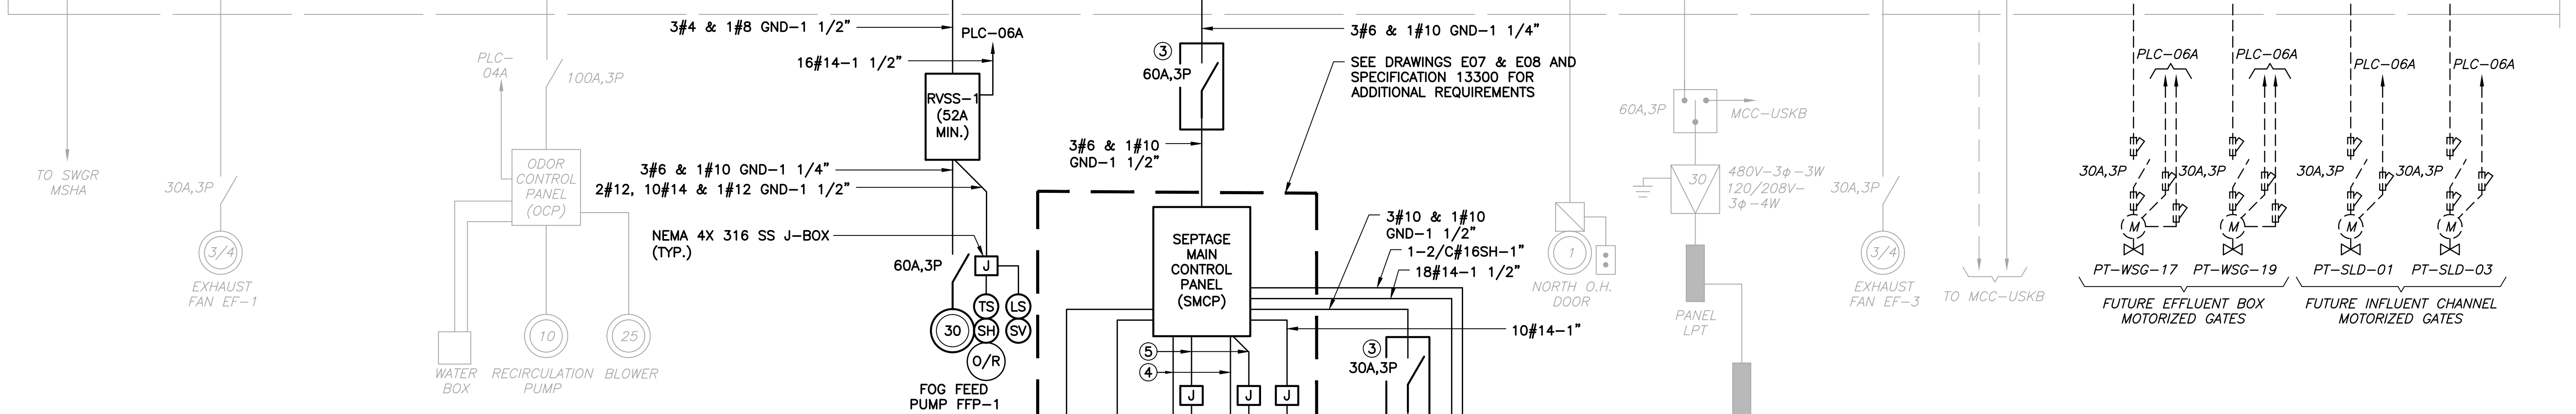 TO SWGR
MSHA
30A,3P
3/4
EXHAUST
FAN EF-1
PLC-
04A
100A,3P
ODOR
CONTROL
PANEL
(OCP)
WATER
BOX
10
RECIRCULATION
PUMP
25
BLOWER
3#4 & 1#8 GND-1 1/2"
PLC-06A
16#14-1 1/2"
RVSS-1
(52A
MIN.)
3#6 & 1#10 GND-1 1/4"
2#12, 10#14 & 1#12 GND-1 1/2"
NEMA 4X 316 SS J-BOX
(TYP.)
60A,3P
J
TS
LS
30
SH
SV
O/R
FOG FEED
PUMP FFP-1
3#6 & 1#10 GND-1 1/4"
3
60A,3P
SEE DRAWINGS E07 & E08 AND
SPECIFICATION 13300 FOR
ADDITIONAL REQUIREMENTS
3#6 & 1#10
GND-1 1/2"
SEPTAGE
MAIN
CONTROL
PANEL
(SMCP)
3#10 & 1#10
GND-1 1/2"
1-2/C#16SH-1"
18#14-1 1/2"
10#14-1"
5
4
J
J
J
3
30A,3P
1
NORTH O.H.
DOOR
60A,3P
MCC-USKB
30
480V-3φ-3W
120/208V-
3φ-4W
PANEL
LPT
30A,3P
3/4
EXHAUST
FAN EF-3
TO MCC-USKB
PLC-06A
PLC-06A
PLC-06A
PLC-06A
30A,3P
30A,3P
30A,3P
30A,3P
M
M
M
M
PT-WSG-17
PT-WSG-19
PT-SLD-01
PT-SLD-03
FUTURE EFFLUENT BOX
MOTORIZED GATES
FUTURE INFLUENT CHANNEL
MOTORIZED GATES